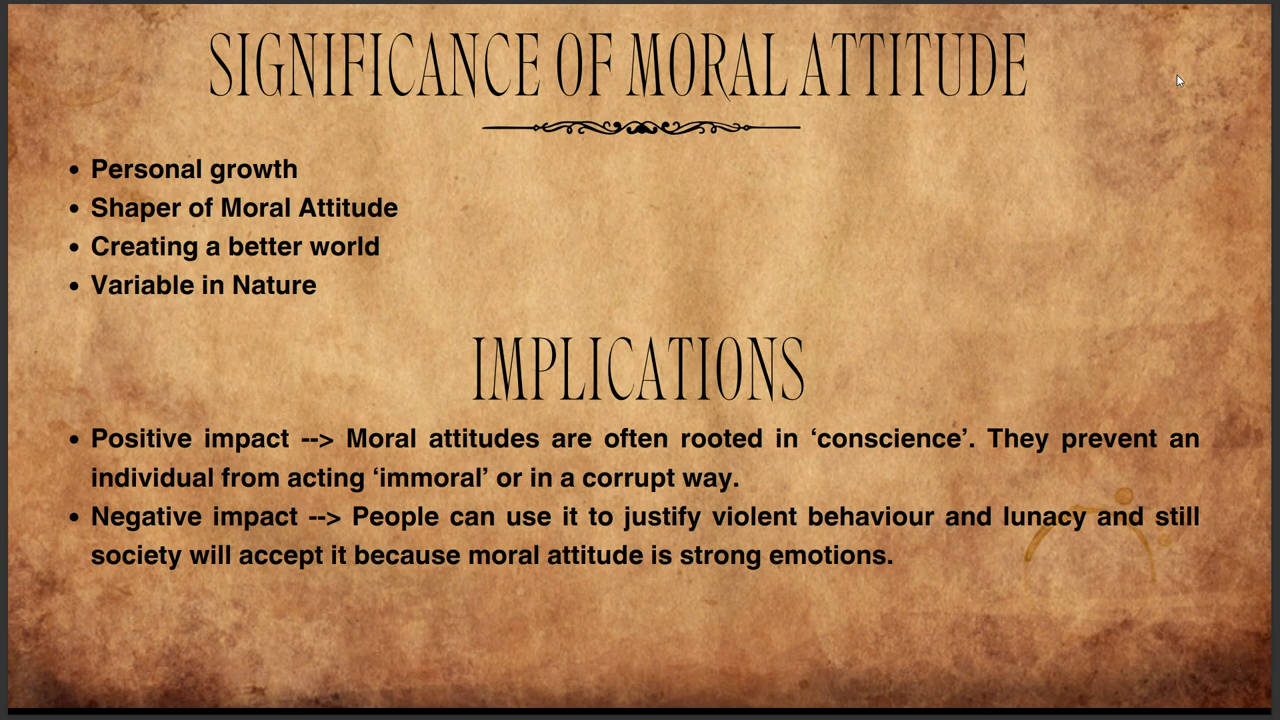 SIGNIFICANCE OF MORAL ATTITUDE
• Personal growth
• Shaper of Moral Attitude
• Creating a better world
• Variable in Nature
IMPLICATIONS
• Positive impact --> Moral attitudes are often rooted in ‘conscience’. They prevent an
individual from acting ‘immoral’ or in a corrupt way.
• Negative impact --> People can use it to justify violent behaviour and lunacy and still
society will accept it because moral attitude is strong emotions.